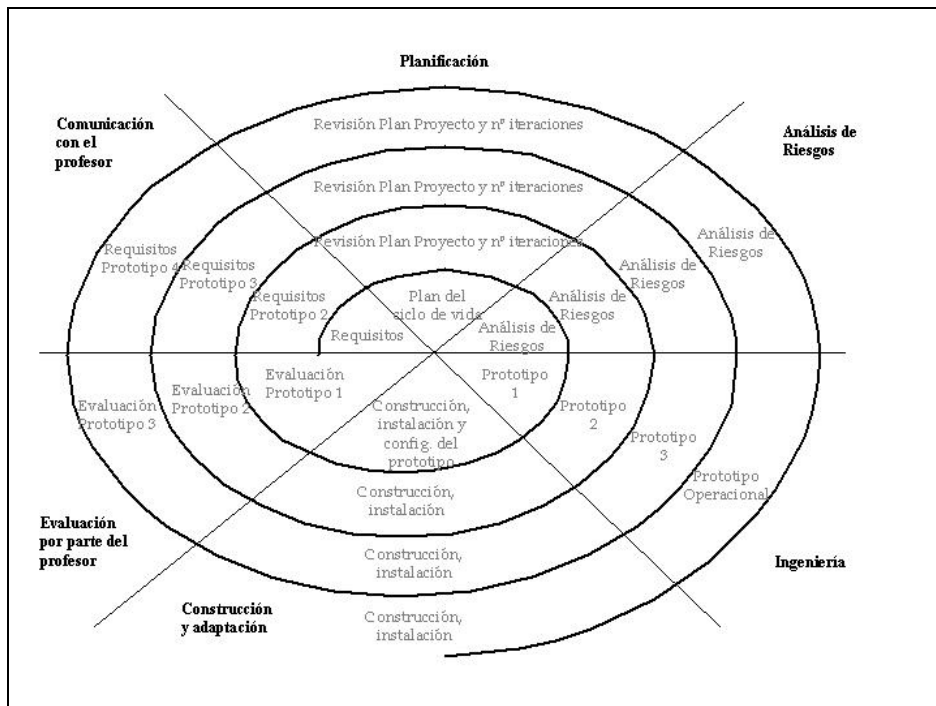 Planificación
Comunicación
con el
profesor
Análisis de
Riesgos
Revisión Plan Proyecto y nº iteraciones
Revisión Plan Proyecto y nº iteraciones
Revisión Plan Proyecto y nº iteraciones
Requisitos
Prototipo 4
Requisitos
Prototipo 3
Requisitos
Prototipo 2
Requisitos
Plan del
siclo de vida
Análisis de
Riesgos
Análisis de
Riesgos
Análisis de
Riesgos
Análisis de
Riesgos
Evaluación
Prototipo 3
Evaluación
Prototipo 2
Evaluación
Prototipo 1
Prototipo
1
Prototipo
2
Prototipo
3
Prototipo
Operacional
Construcción,
instalación y
config. del
prototipo
Construcción,
instalación
Construcción,
instalación
Construcción,
instalación
Evaluación
por parte del
profesor
Construcción
y adaptación
Ingeniería